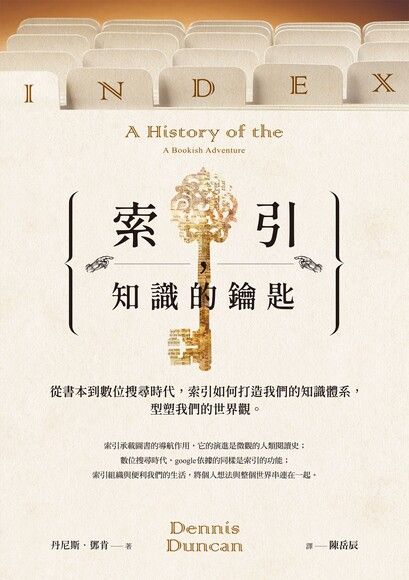 INDEX
A History of the
A Bookish Adventure
索引，
知識的鑰匙
從書本到數位搜尋時代，索引如何打造我們的知識體系，
型塑我們的世界觀。
索引承載圖書的導航作用，它的演進是微觀的人類閱讀史；
數位搜尋時代，google依據的同樣是索引的功能；
索引組織與便利我們的生活，將個人想法與整個世界串連在一起。
丹尼斯・鄧肯—著
Dennis
Duncan
譯—陳岳辰